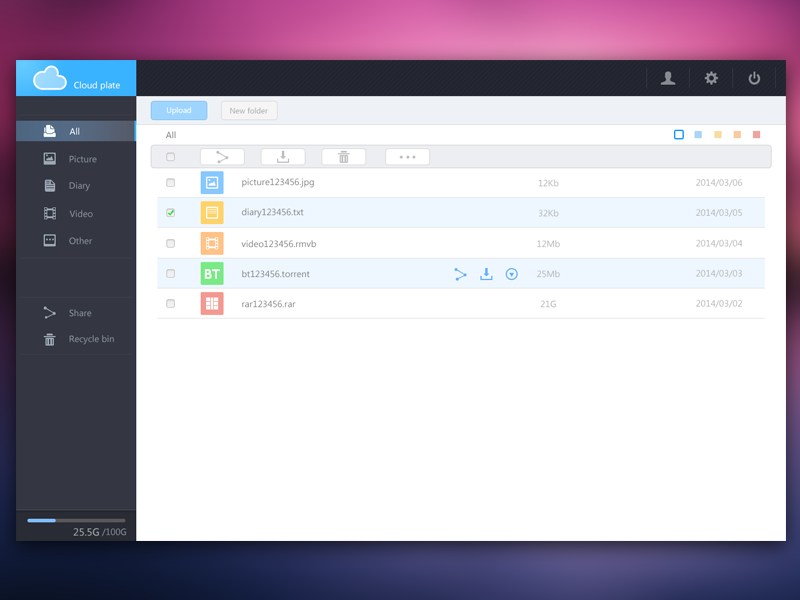 Cloud plate
Upload
New folder
All
All
Picture
Diary
Video
Other
Share
Recycle bin
picture123456.jpg 12Kb 2014/03/06
diary123456.txt 32Kb 2014/03/05
video123456.rmvb 12Mb 2014/03/04
BT bt123456.torrent 25Mb 2014/03/03
rar123456.rar 21G 2014/03/02
25.5G /100G